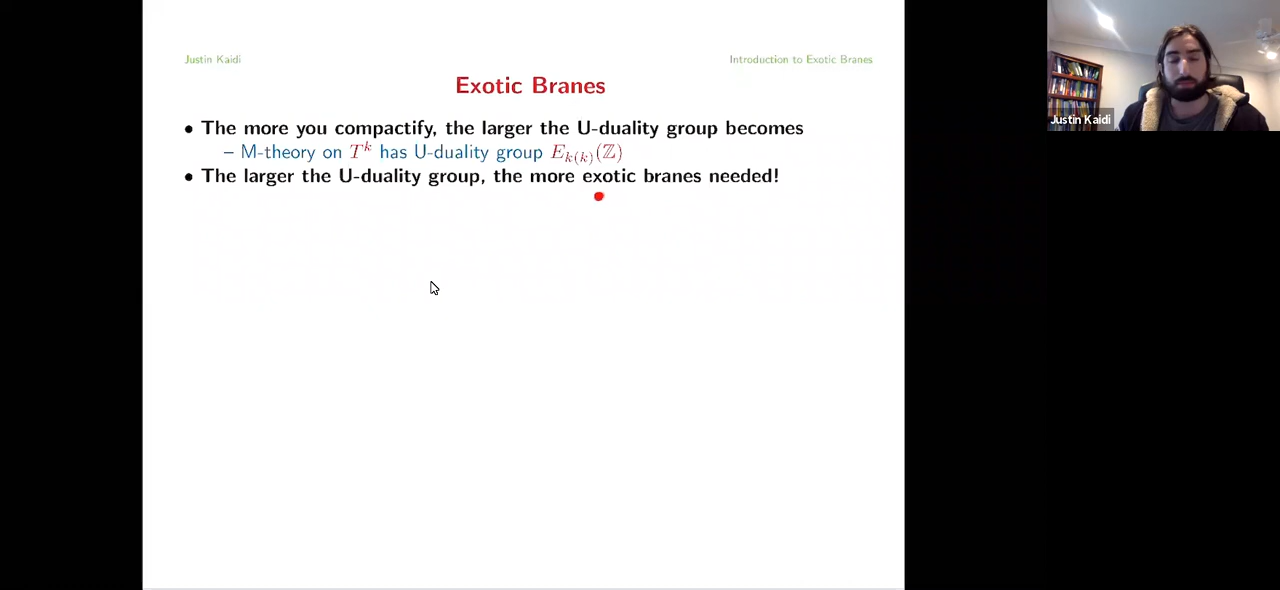 Justin Kaidi
Introduction to Exotic Branes
Exotic Branes
• The more you compactify, the larger the U-duality group becomes
– M-theory on $T^k$ has U-duality group $E_{k(k)}(\mathbb{Z})$
• The larger the U-duality group, the more exotic branes needed!
Justin Kaidi